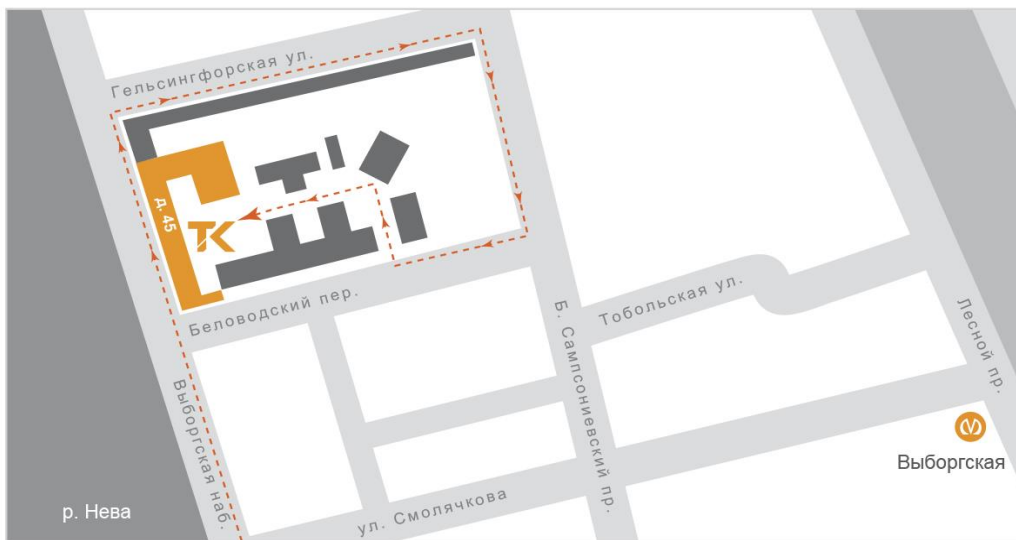 Гельсингфорская ул.
д. 45
ТК
Беловодский пер.
Тобольская ул.
Б. Сампсониевский пр.
Лесной пр.
Выборгская наб.
Выборгская
ул. Смолячкова
р. Нева